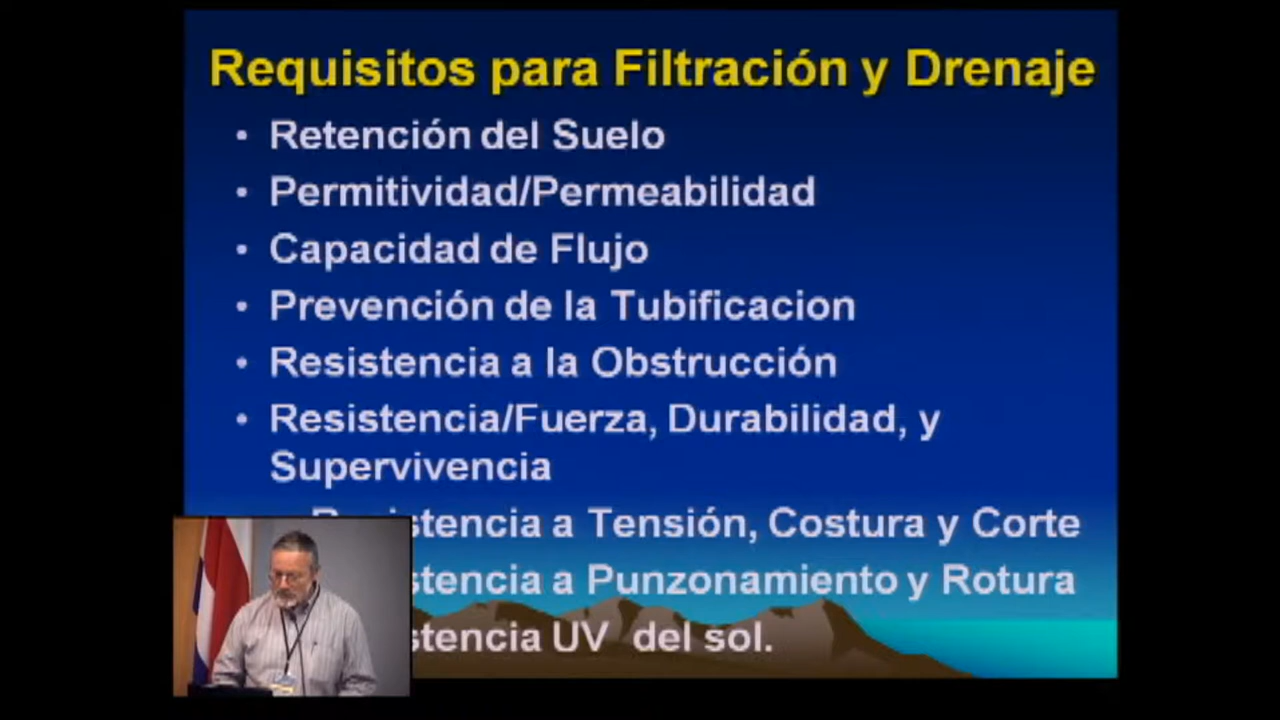 Requisitos para Filtración y Drenaje
• Retención del Suelo
• Permitividad/Permeabilidad
• Capacidad de Flujo
• Prevención de la Tubificacion
• Resistencia a la Obstrucción
• Resistencia/Fuerza, Durabilidad, y
Supervivencia
Resistencia a Tensión, Costura y Corte
stencia a Punzonamiento y Rotura
stencia UV del sol.